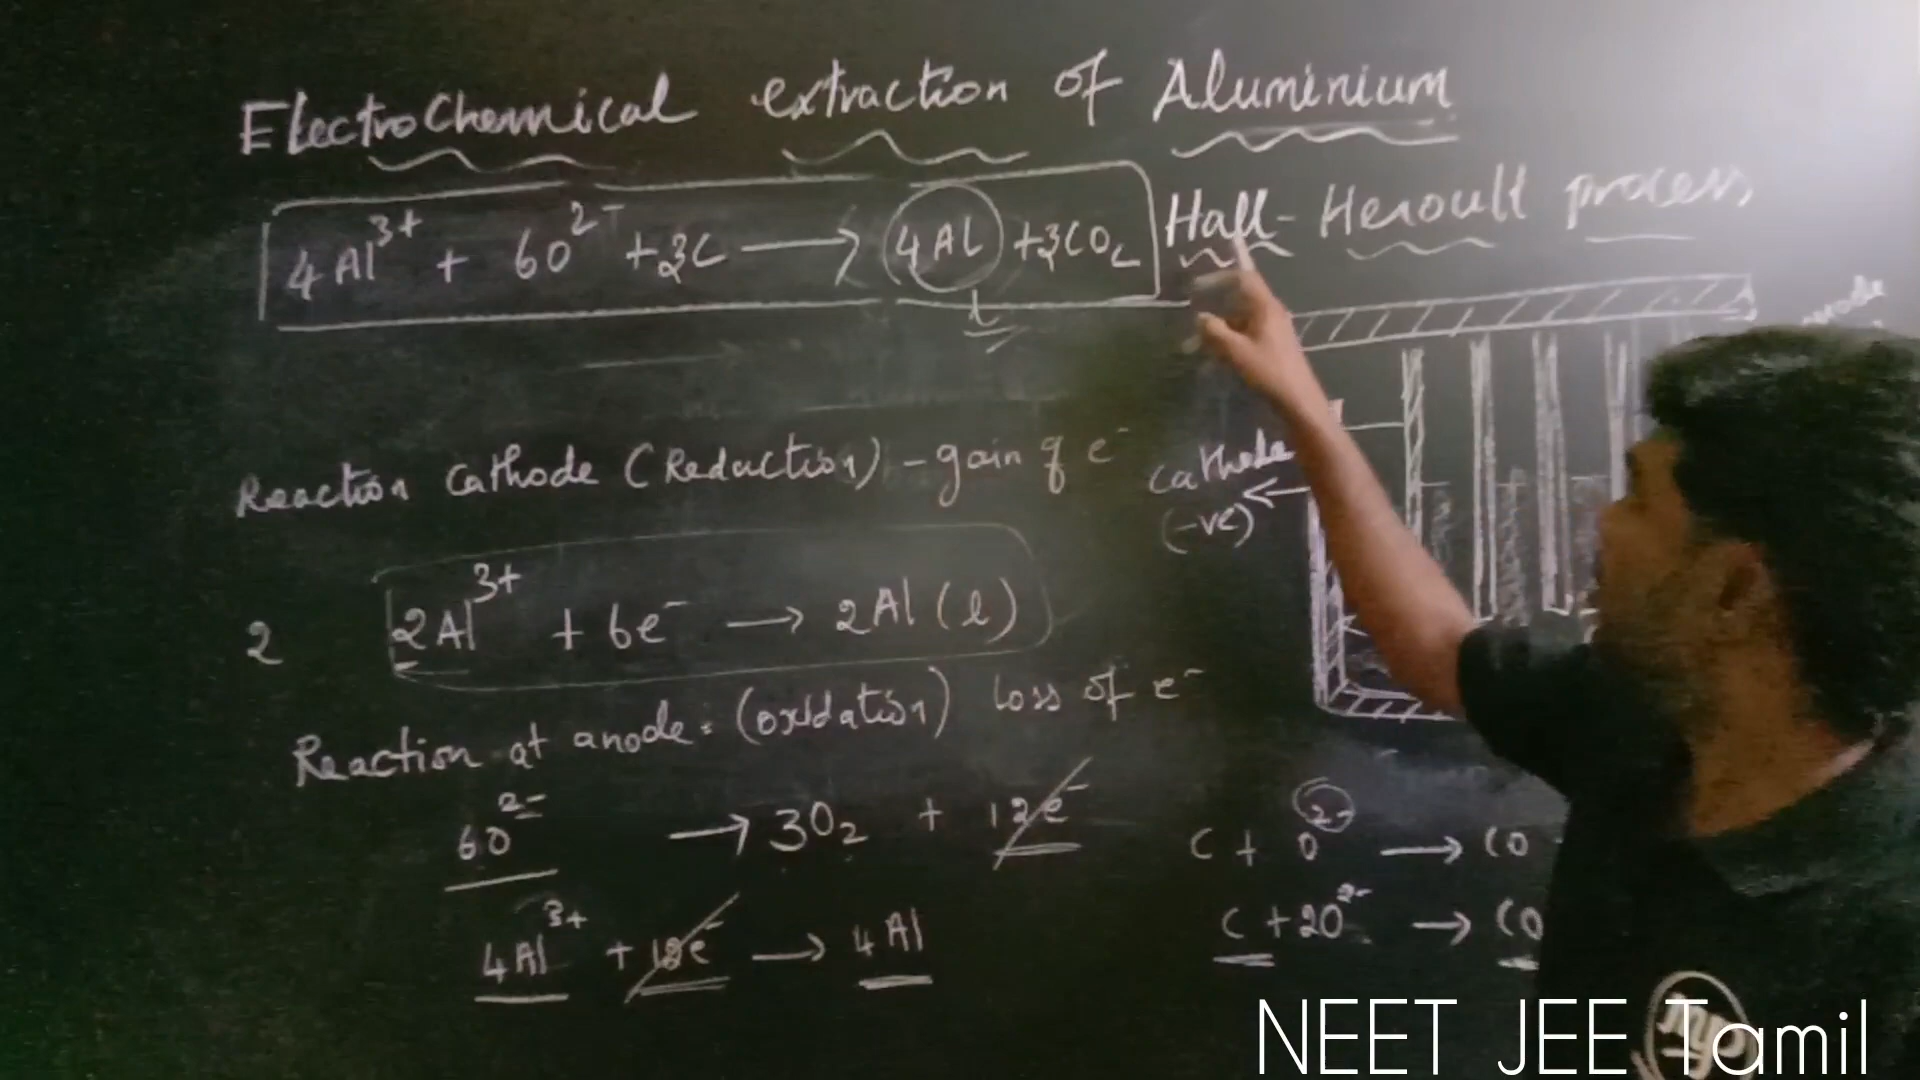 Electrochemical extraction of Aluminium
4Al³⁺ + 6O²⁻ + 3C → 4Al + 3CO₂
Hall-Heroult process
Reaction cathode (Reduction) - gain of e⁻
cathode
(-ve)
2 2Al³⁺ + 6e⁻ → 2Al (l)
Reaction at anode: (oxidation) loss of e⁻
6O²⁻ → 3O₂ + 12e⁻
4Al³⁺ + 12e⁻ → 4Al
C + O²⁻ → CO
C + 2O²⁻ → CO
NEET JEE Tamil